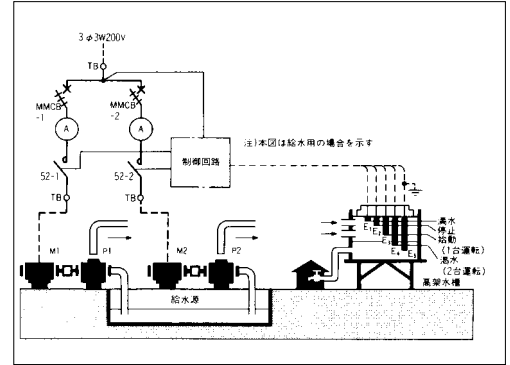 3φ3W200V
TB
MMCB
-1
MMCB
-2
A
A
制御回路
注)本図は給水用の場合を示す
52-1
52-2
TB
TB
M1
P1
M2
P2
E1
E2
E3
E4
E5
満水
停止
始動
(1台運転)
渇水
(2台運転)
高架水槽
給水源